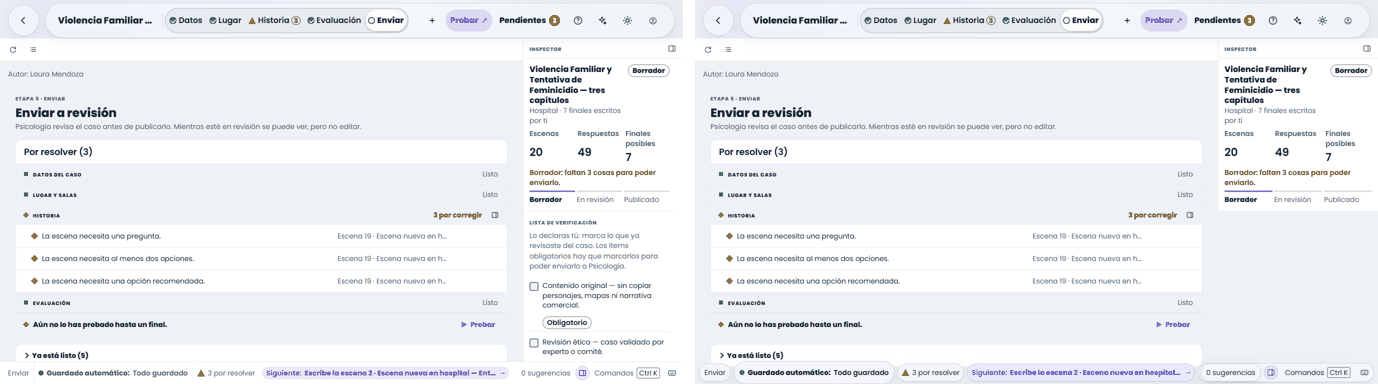 Violencia Familiar y ...
Datos
Lugar
Historia 3
Evaluación
Enviar
+
Probar ↗
Pendientes 3
Autor: Laura Mendoza
ETAPA 5 · ENVIAR
Enviar a revisión
Psicología revisa el caso antes de publicarlo. Mientras esté en revisión se puede ver, pero no editar.
Por resolver (3)
DATOS DEL CASO Listo
LUGAR Y SALAS Listo
HISTORIA 3 por corregir
La escena necesita una pregunta. Escena 19 · Escena nueva en h...
La escena necesita al menos dos opciones. Escena 19 · Escena nueva en h...
La escena necesita una opción recomendada. Escena 19 · Escena nueva en h...
EVALUACIÓN Listo
Aún no lo has probado hasta un final. Probar
Ya está listo (5)
INSPECTOR
Violencia Familiar y Borrador
Tentativa de
Feminicidio — tres
capítulos
Hospital · 7 finales escritos
por ti
Escenas Respuestas Finales
posibles
20 49 7
Borrador: faltan 3 cosas para poder
enviarlo.
Borrador En revisión Publicado
LISTA DE VERIFICACIÓN
Lo declaras tú: marca lo que ya
revisaste del caso. Los items
obligatorios hay que marcarlos para
poder enviarlo a Psicología.
Contenido original — sin copiar
personajes, mapas ni narrativa
comercial.
Obligatorio
Revisión ética — caso validado por
experto o comité.
Enviar
Guardado automático: Todo guardado
3 por resolver
Siguiente: Escribe la escena 2 · Escena nueva en hospital — Ent... →
0 sugerencias
Comandos Ctrl K
Violencia Familiar y ...
Datos
Lugar
Historia 3
Evaluación
Enviar
+
Probar ↗
Pendientes 3
Autor: Laura Mendoza
ETAPA 5 · ENVIAR
Enviar a revisión
Psicología revisa el caso antes de publicarlo. Mientras esté en revisión se puede ver, pero no editar.
Por resolver (3)
DATOS DEL CASO Listo
LUGAR Y SALAS Listo
HISTORIA 3 por corregir
La escena necesita una pregunta. Escena 19 · Escena nueva en h...
La escena necesita al menos dos opciones. Escena 19 · Escena nueva en h...
La escena necesita una opción recomendada. Escena 19 · Escena nueva en h...
EVALUACIÓN Listo
Aún no lo has probado hasta un final. Probar
Ya está listo (5)
INSPECTOR
Violencia Familiar y Borrador
Tentativa de
Feminicidio — tres
capítulos
Hospital · 7 finales escritos
por ti
Escenas Respuestas Finales
posibles
20 49 7
Borrador: faltan 3 cosas para poder
enviarlo.
Borrador En revisión Publicado
Enviar
Guardado automático: Todo guardado
3 por resolver
Siguiente: Escribe la escena 2 · Escena nueva en hospital... →
0 sugerencias
Comandos Ctrl K